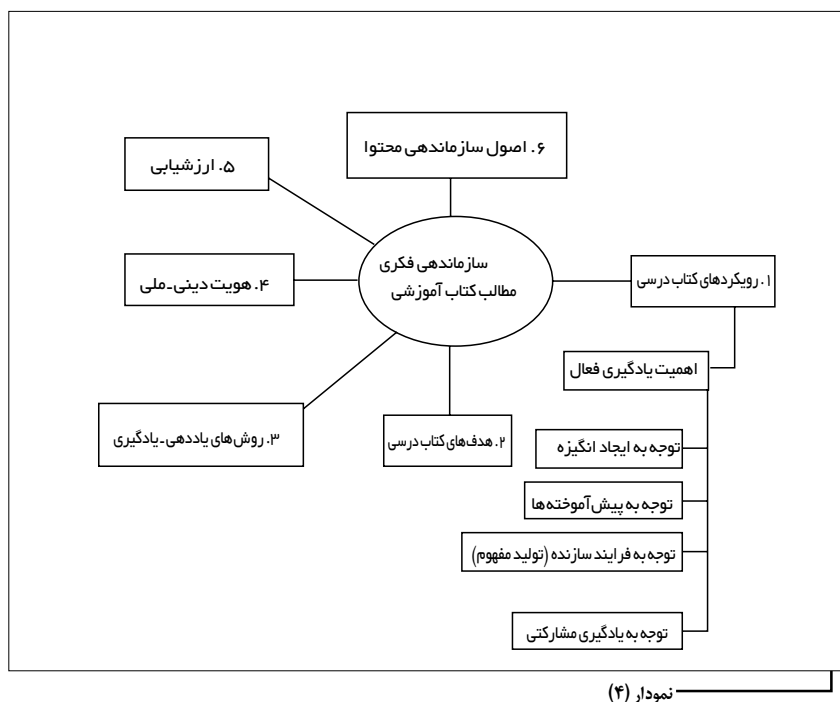 ۶. اصول سازماندهی محتوا
۵. ارزشیابی
سازماندهی فکری
مطالب کتاب آموزشی
۱. رویکردهای کتاب درسی
۴. هویت دینی ـ ملی
اهمیت یادگیری فعال
۳. روش‌های یاددهی ـ یادگیری
۲. هدف‌های کتاب درسی
توجه به ایجاد انگیزه
توجه به پیش‌آموخته‌ها
توجه به فرایند سازنده (تولید مفهوم)
توجه به یادگیری مشارکتی
نمودار (۴)